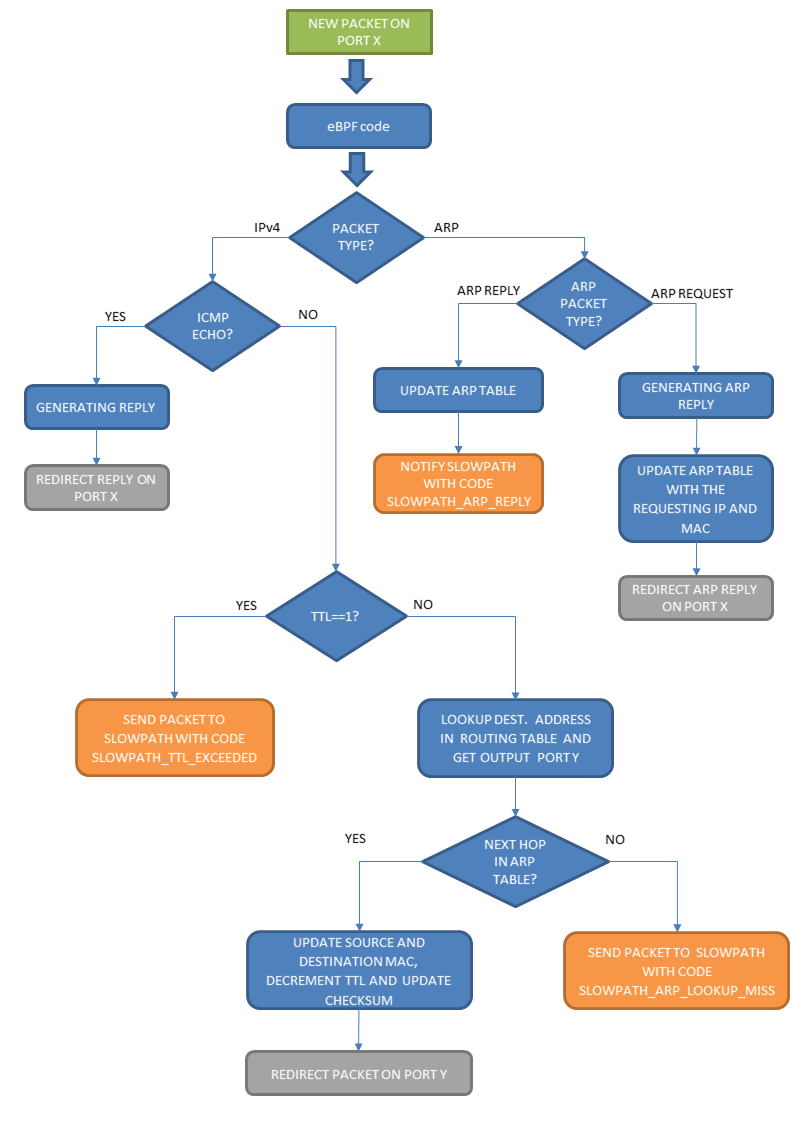 NEW PACKET ON
PORT X
eBPF code
IPv4
PACKET
TYPE?
ARP
ARP REPLY
ARP
PACKET
TYPE?
ARP REQUEST
YES
ICMP
ECHO?
NO
GENERATING REPLY
UPDATE ARP TABLE
GENERATING ARP
REPLY
REDIRECT REPLY ON
PORT X
NOTIFY SLOWPATH
WITH CODE
SLOWPATH_ARP_REPLY
UPDATE ARP TABLE
WITH THE
REQUESTING IP AND
MAC
REDIRECT ARP REPLY
ON PORT X
YES
TTL==1?
NO
SEND PACKET TO
SLOWPATH WITH CODE
SLOWPATH_TTL_EXCEEDED
LOOKUP DEST. ADDRESS
IN ROUTING TABLE AND
GET OUTPUT PORT Y
YES
NEXT HOP
IN ARP
TABLE?
NO
UPDATE SOURCE AND
DESTINATION MAC,
DECREMENT TTL AND UPDATE
CHECKSUM
SEND PACKET TO SLOWPATH
WITH CODE
SLOWPATH_ARP_LOOKUP_MISS
REDIRECT PACKET ON PORT Y